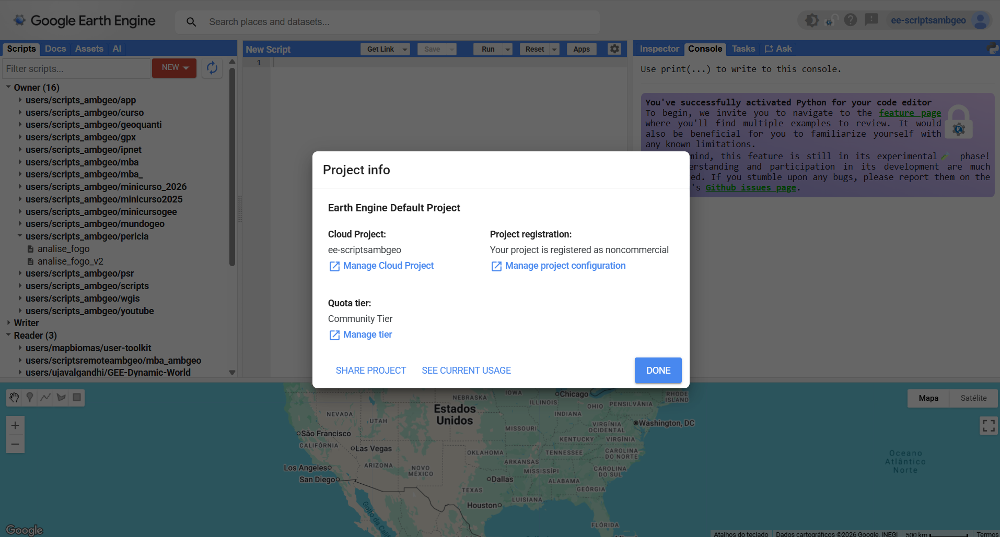 Google Earth Engine
Search places and datasets...
ee-scriptsambgeo
Scripts Docs Assets AI
Filter scripts...
NEW
Owner (16)
users/scripts_ambgeo/app
users/scripts_ambgeo/curso
users/scripts_ambgeo/geoquanti
users/scripts_ambgeo/gpx
users/scripts_ambgeo/ipnet
users/scripts_ambgeo/mba
users/scripts_ambgeo/mba_
users/scripts_ambgeo/minicurso_2026
users/scripts_ambgeo/minicurso2025
users/scripts_ambgeo/minicursogee
users/scripts_ambgeo/mundogeo
users/scripts_ambgeo/pericia
analise_fogo
analise_fogo_v2
users/scripts_ambgeo/psr
users/scripts_ambgeo/scripts
users/scripts_ambgeo/wgis
users/scripts_ambgeo/youtube
Writer
Reader (3)
users/mapbiomas/user-toolkit
users/scriptsremoteambgeo/mba_ambgeo
users/ujavalgandhi/GEE-Dynamic-World
New Script
Get Link
Save
Run
Reset
Apps
1
Inspector Console Tasks Ask
Use print(...) to write to this console.
You've successfully activated Python for your code editor
To begin, we invite you to navigate to the feature page
where you'll find multiple examples to review. It would
also be beneficial for you to familiarize yourself with
any known limitations.
mind, this feature is still in its experimental phase!
and participation in its development are much
If you stumble upon any bugs, please report them on the
Github issues page.
Project info
Earth Engine Default Project
Cloud Project:
ee-scriptsambgeo
Manage Cloud Project
Project registration:
Your project is registered as noncommercial
Manage project configuration
Quota tier:
Community Tier
Manage tier
SHARE PROJECT
SEE CURRENT USAGE
DONE
Mapa
Satélite
IOWA
Chicago
RHODE
ISLAND
NEBRASKA
ILLINOIS
OHIO
PENSILVÂNIA
Estados
Unidos
NEVADA
UTAH
INDIANA
MISSOURI
VIRGÍNIA
OCIDENTAL
Washington, DC
São Francisco
CALIFÓRNIA
KENTUCKY
VIRGÍNIA
Las Vegas
OKLAHOMA
TENNESSEE
CAROLINA
DO NORTE
ARIZONA
NOVO
MÉXICO
ARKANSAS
MISSISSÍPI
CAROLINA
DO SUL
Los Angeles
San Diego
Dallas
ALABAMA
TEXAS
GEÓRGIA
LUISIANA
Houston
FLÓRIDA
Oceano
Atlântico
Norte
Golfo da
Google
Atalhos do teclado
Dados cartográficos ©2026 Google, INEGI
500 km
Termos